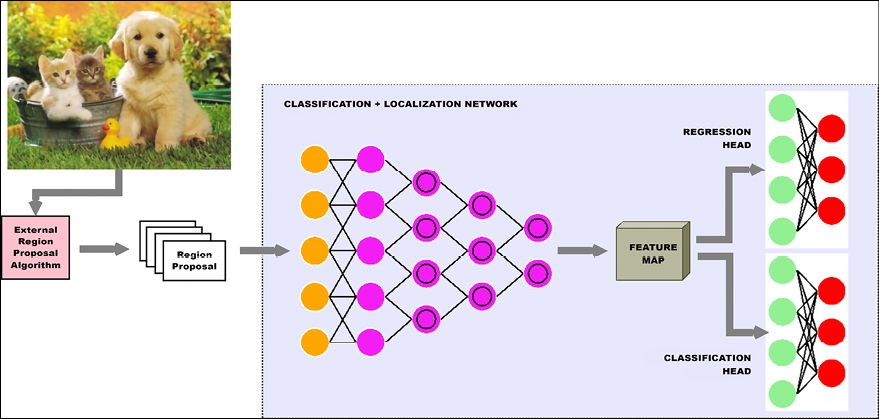 CLASSIFICATION + LOCALIZATION NETWORK
REGRESSION
HEAD
External
Region
Proposal
Algorithm
Region
Proposal
FEATURE
MAP
CLASSIFICATION
HEAD